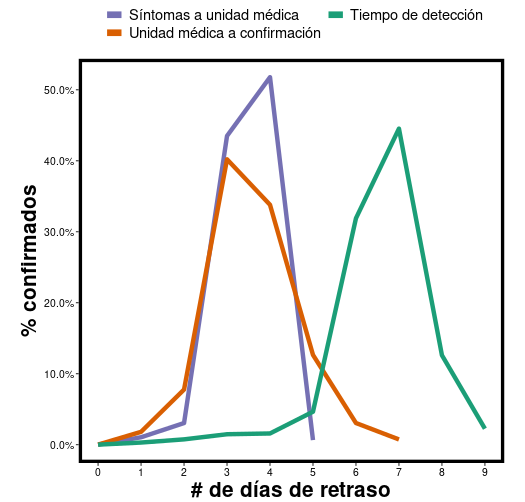 Síntomas a unidad médica
Tiempo de detección
Unidad médica a confirmación
% confirmados
50.0%
40.0%
30.0%
20.0%
10.0%
0.0%
0 1 2 3 4 5 6 7 8 9
# de días de retraso